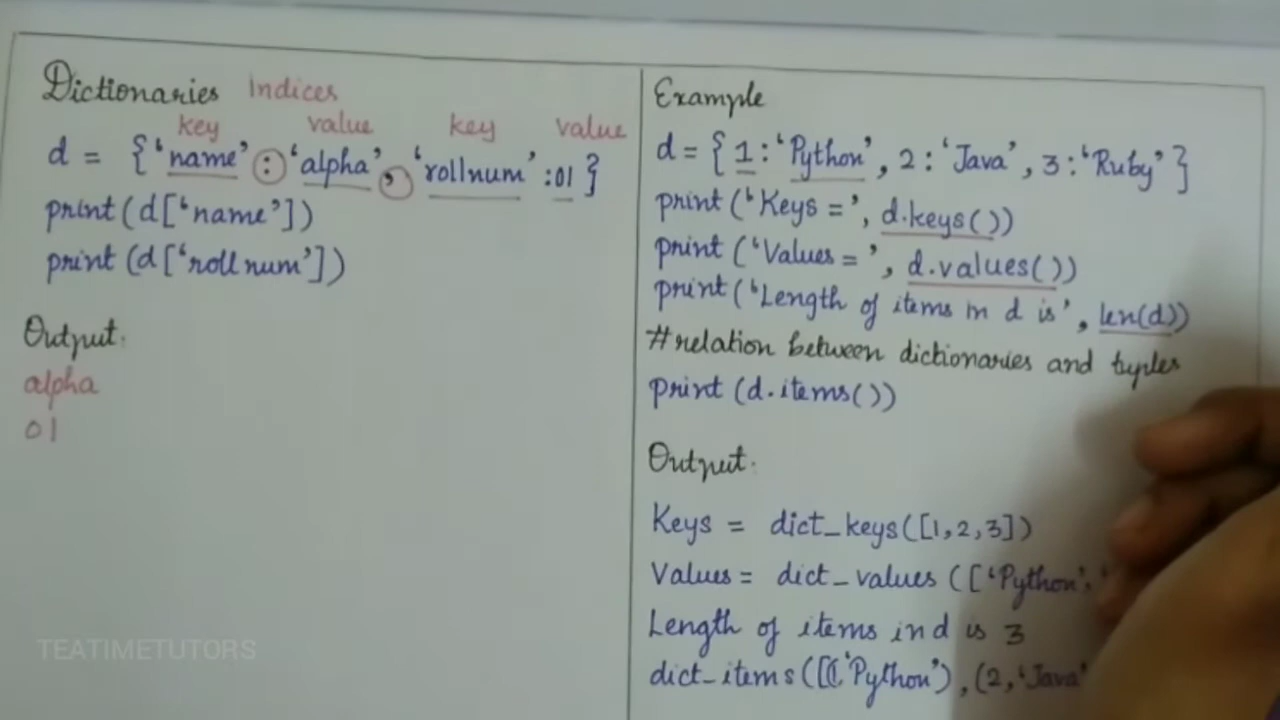 Dictionaries Indices
key value key value
d = {‘name’ : ‘alpha’, ‘rollnum’ :01}
print(d[‘name’])
print(d[‘rollnum’])
Output:
alpha
01
TEATIMETUTORS
Example
d = { 1 : ‘Python’, 2 : ‘Java’, 3 : ‘Ruby’ }
print(‘Keys =’, d.keys())
print(‘Values = ’, d.values())
print(‘Length of items in d is’, len(d))
#relation between dictionaries and tuples
print (d.items())
Output:
Keys = dict_keys([1,2,3])
Values = dict_values ([‘Python’, ‘
Length of items in d is 3
dict_items([(‘Python’), (2, ‘Java’